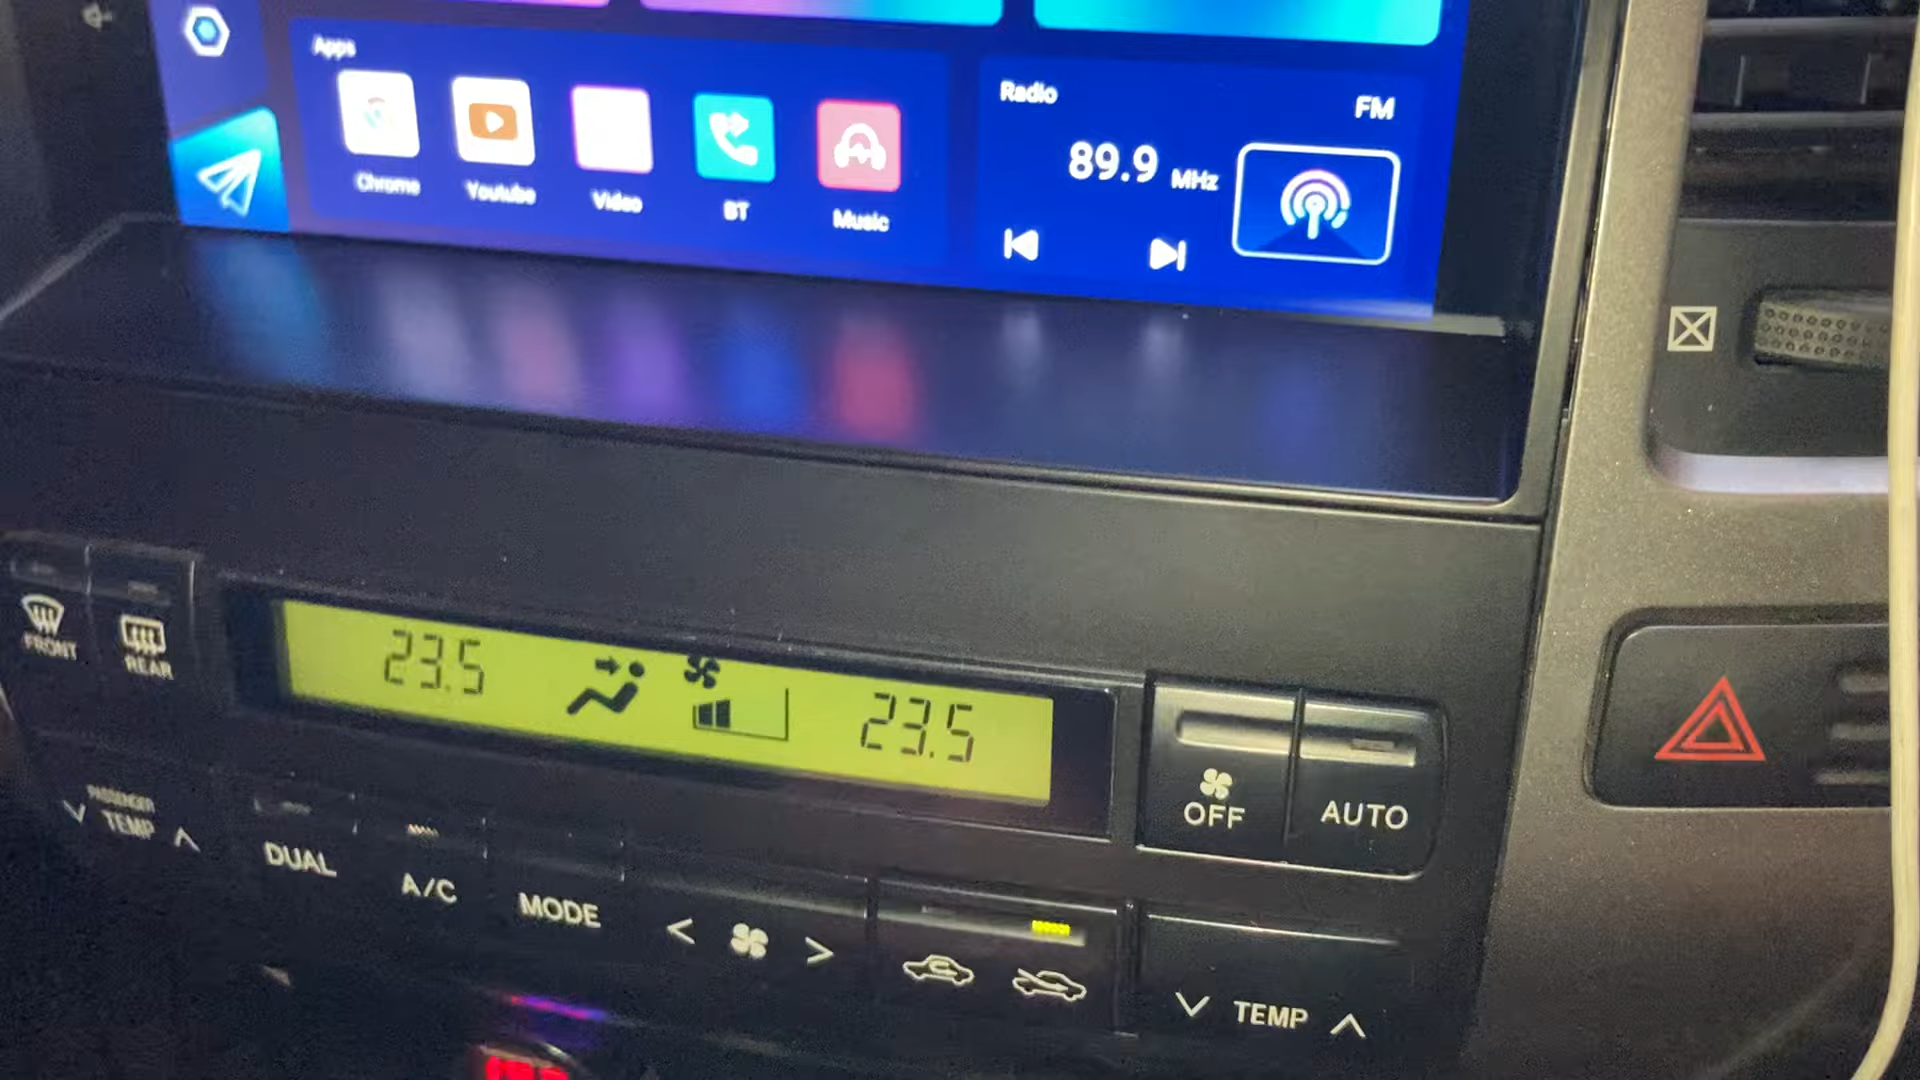 Apps
Chrome
Youtube
Video
BT
Music
Radio
FM
89.9 MHz
FRONT
REAR
23.5
23.5
OFF
AUTO
PASSENGER
TEMP
DUAL
A/C
MODE
TEMP